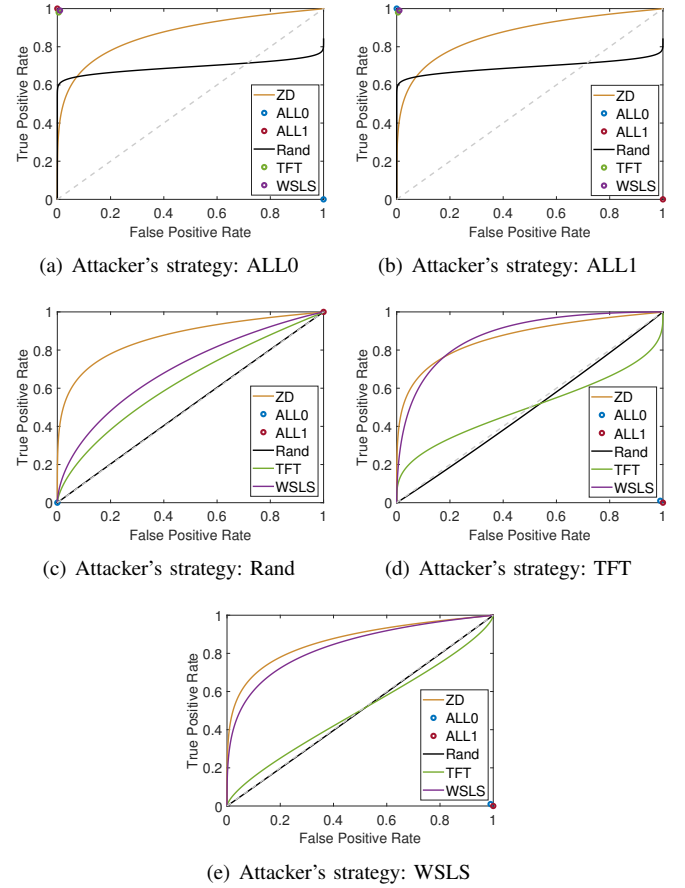 1
0.8
0.6
0.4
0.2
0
True Positive Rate
ZD
ALL0
ALL1
Rand
TFT
WSLS
0 0.2 0.4 0.6 0.8 1
False Positive Rate
(a) Attacker's strategy: ALL0
1
0.8
0.6
0.4
0.2
0
True Positive Rate
ZD
ALL0
ALL1
Rand
TFT
WSLS
0 0.2 0.4 0.6 0.8 1
False Positive Rate
(b) Attacker's strategy: ALL1
1
0.8
0.6
0.4
0.2
0
True Positive Rate
ZD
ALL0
ALL1
Rand
TFT
WSLS
0 0.2 0.4 0.6 0.8 1
False Positive Rate
(c) Attacker's strategy: Rand
1
0.8
0.6
0.4
0.2
0
True Positive Rate
ZD
ALL0
ALL1
Rand
TFT
WSLS
0 0.2 0.4 0.6 0.8 1
False Positive Rate
(d) Attacker's strategy: TFT
1
0.8
0.6
0.4
0.2
0
True Positive Rate
ZD
ALL0
ALL1
Rand
TFT
WSLS
0 0.2 0.4 0.6 0.8 1
False Positive Rate
(e) Attacker's strategy: WSLS